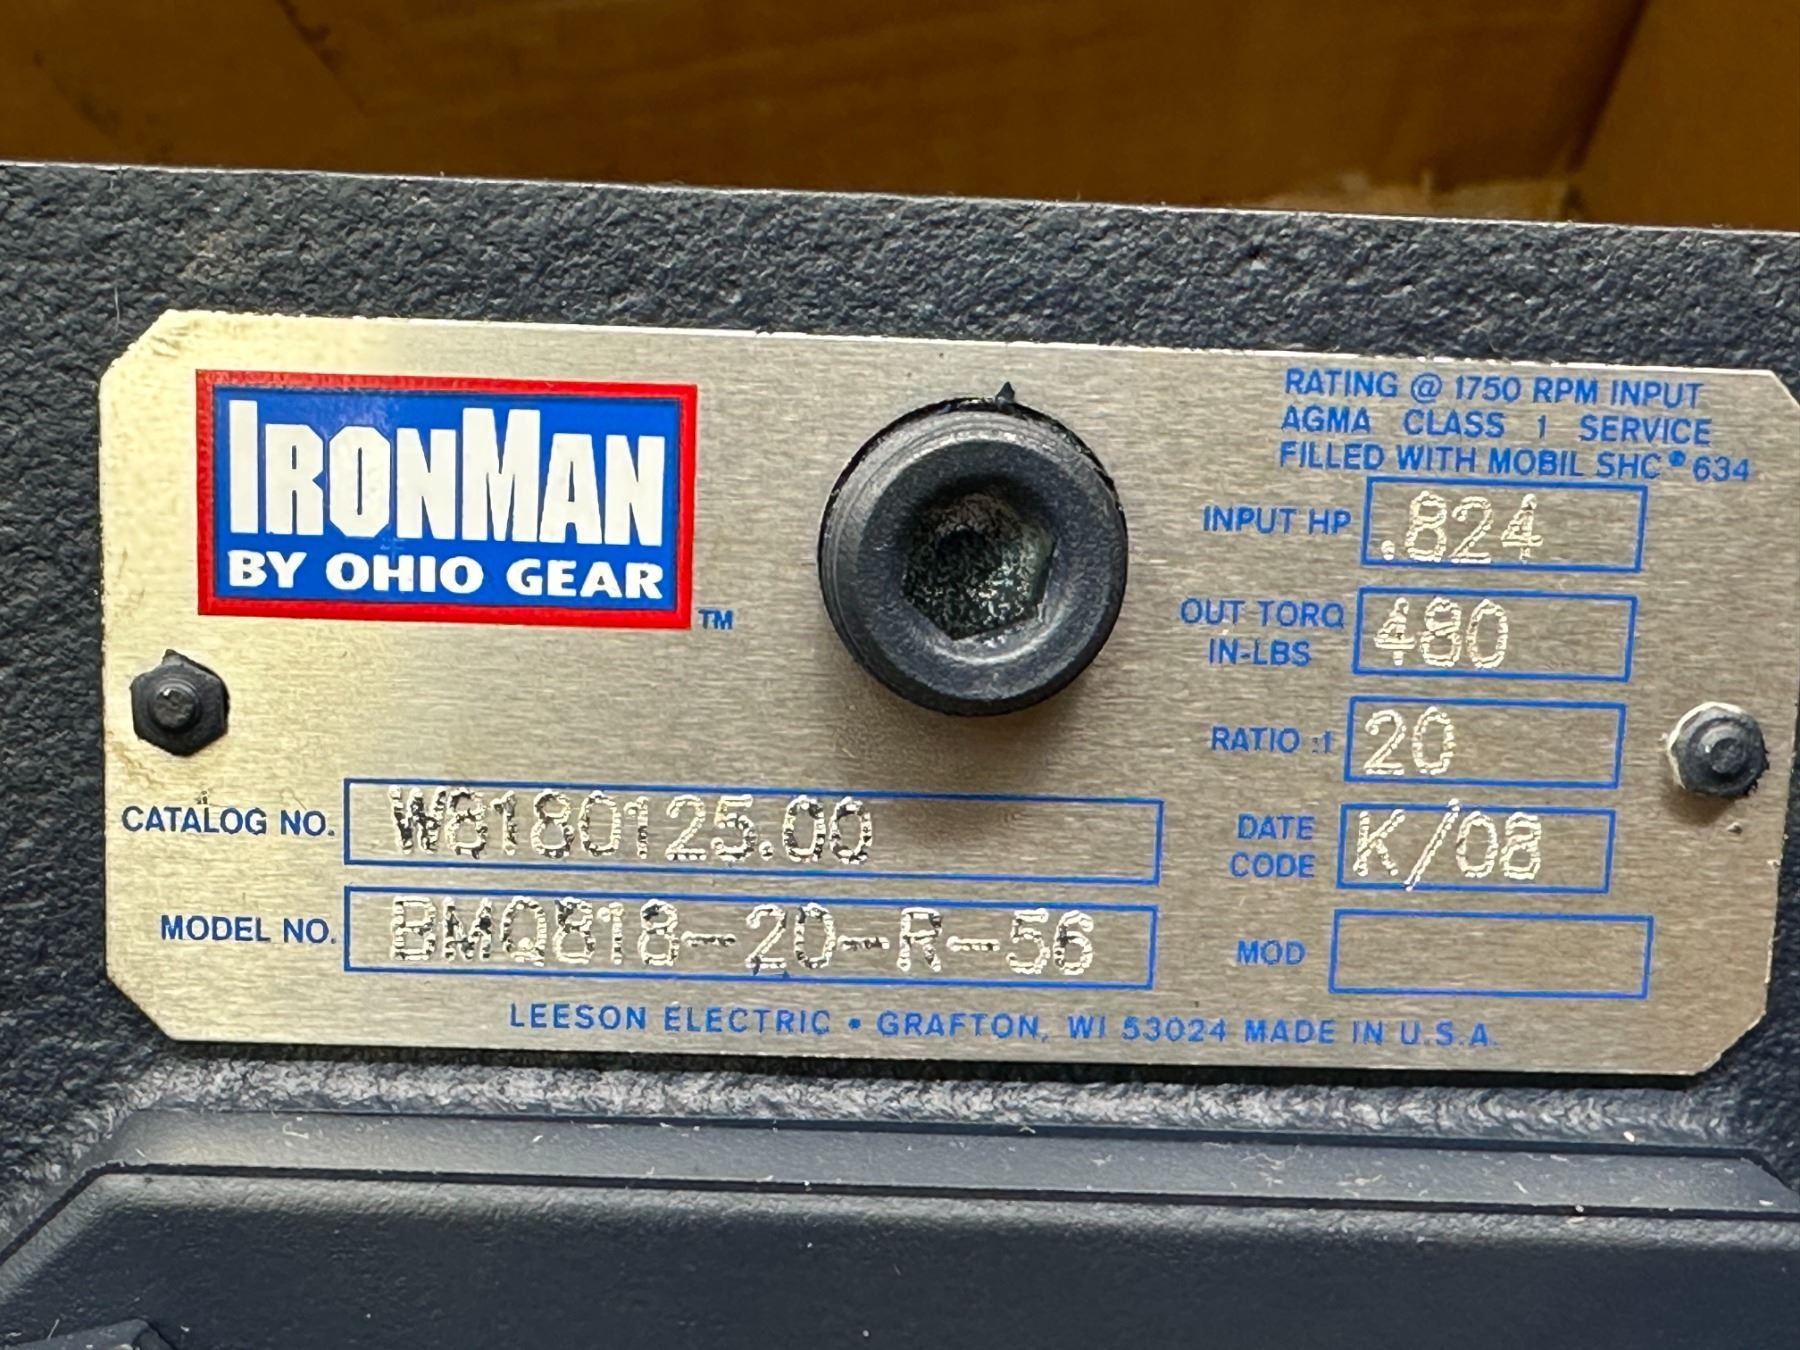 IRONMAN
BY OHIO GEAR
TM
RATING @ 1750 RPM INPUT
AGMA CLASS 1 SERVICE
FILLED WITH MOBIL SHC® 634
INPUT HP .824
OUT TORQ
IN-LBS 480
RATIO :1 20
CATALOG NO. W8180125.00
DATE
CODE K/08
MODEL NO. BMQ818-20-R-56
MOD
LEESON ELECTRIC • GRAFTON, WI 53024 MADE IN U.S.A.